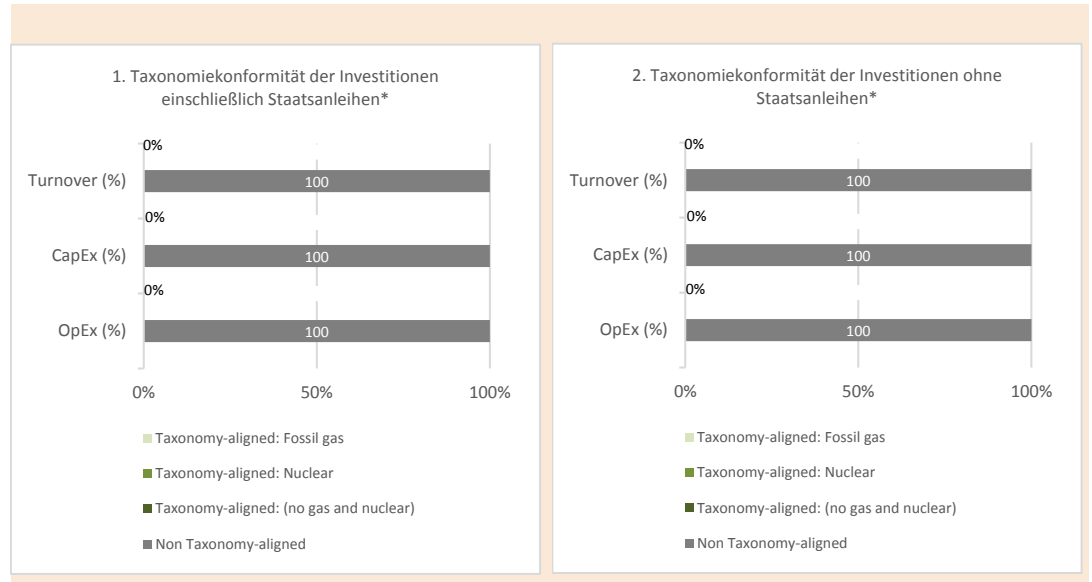 1. Taxonomiekonformität der Investitionen
einschließlich Staatsanleihen*
0%
Turnover (%)
100
0%
CapEx (%)
100
0%
OpEx (%)
100
0%
50%
100%
Taxonomy-aligned: Fossil gas
Taxonomy-aligned: Nuclear
Taxonomy-aligned: (no gas and nuclear)
Non Taxonomy-aligned
2. Taxonomiekonformität der Investitionen ohne
Staatsanleihen*
0%
Turnover (%)
100
0%
CapEx (%)
100
0%
OpEx (%)
100
0%
50%
100%
Taxonomy-aligned: Fossil gas
Taxonomy-aligned: Nuclear
Taxonomy-aligned: (no gas and nuclear)
Non Taxonomy-aligned